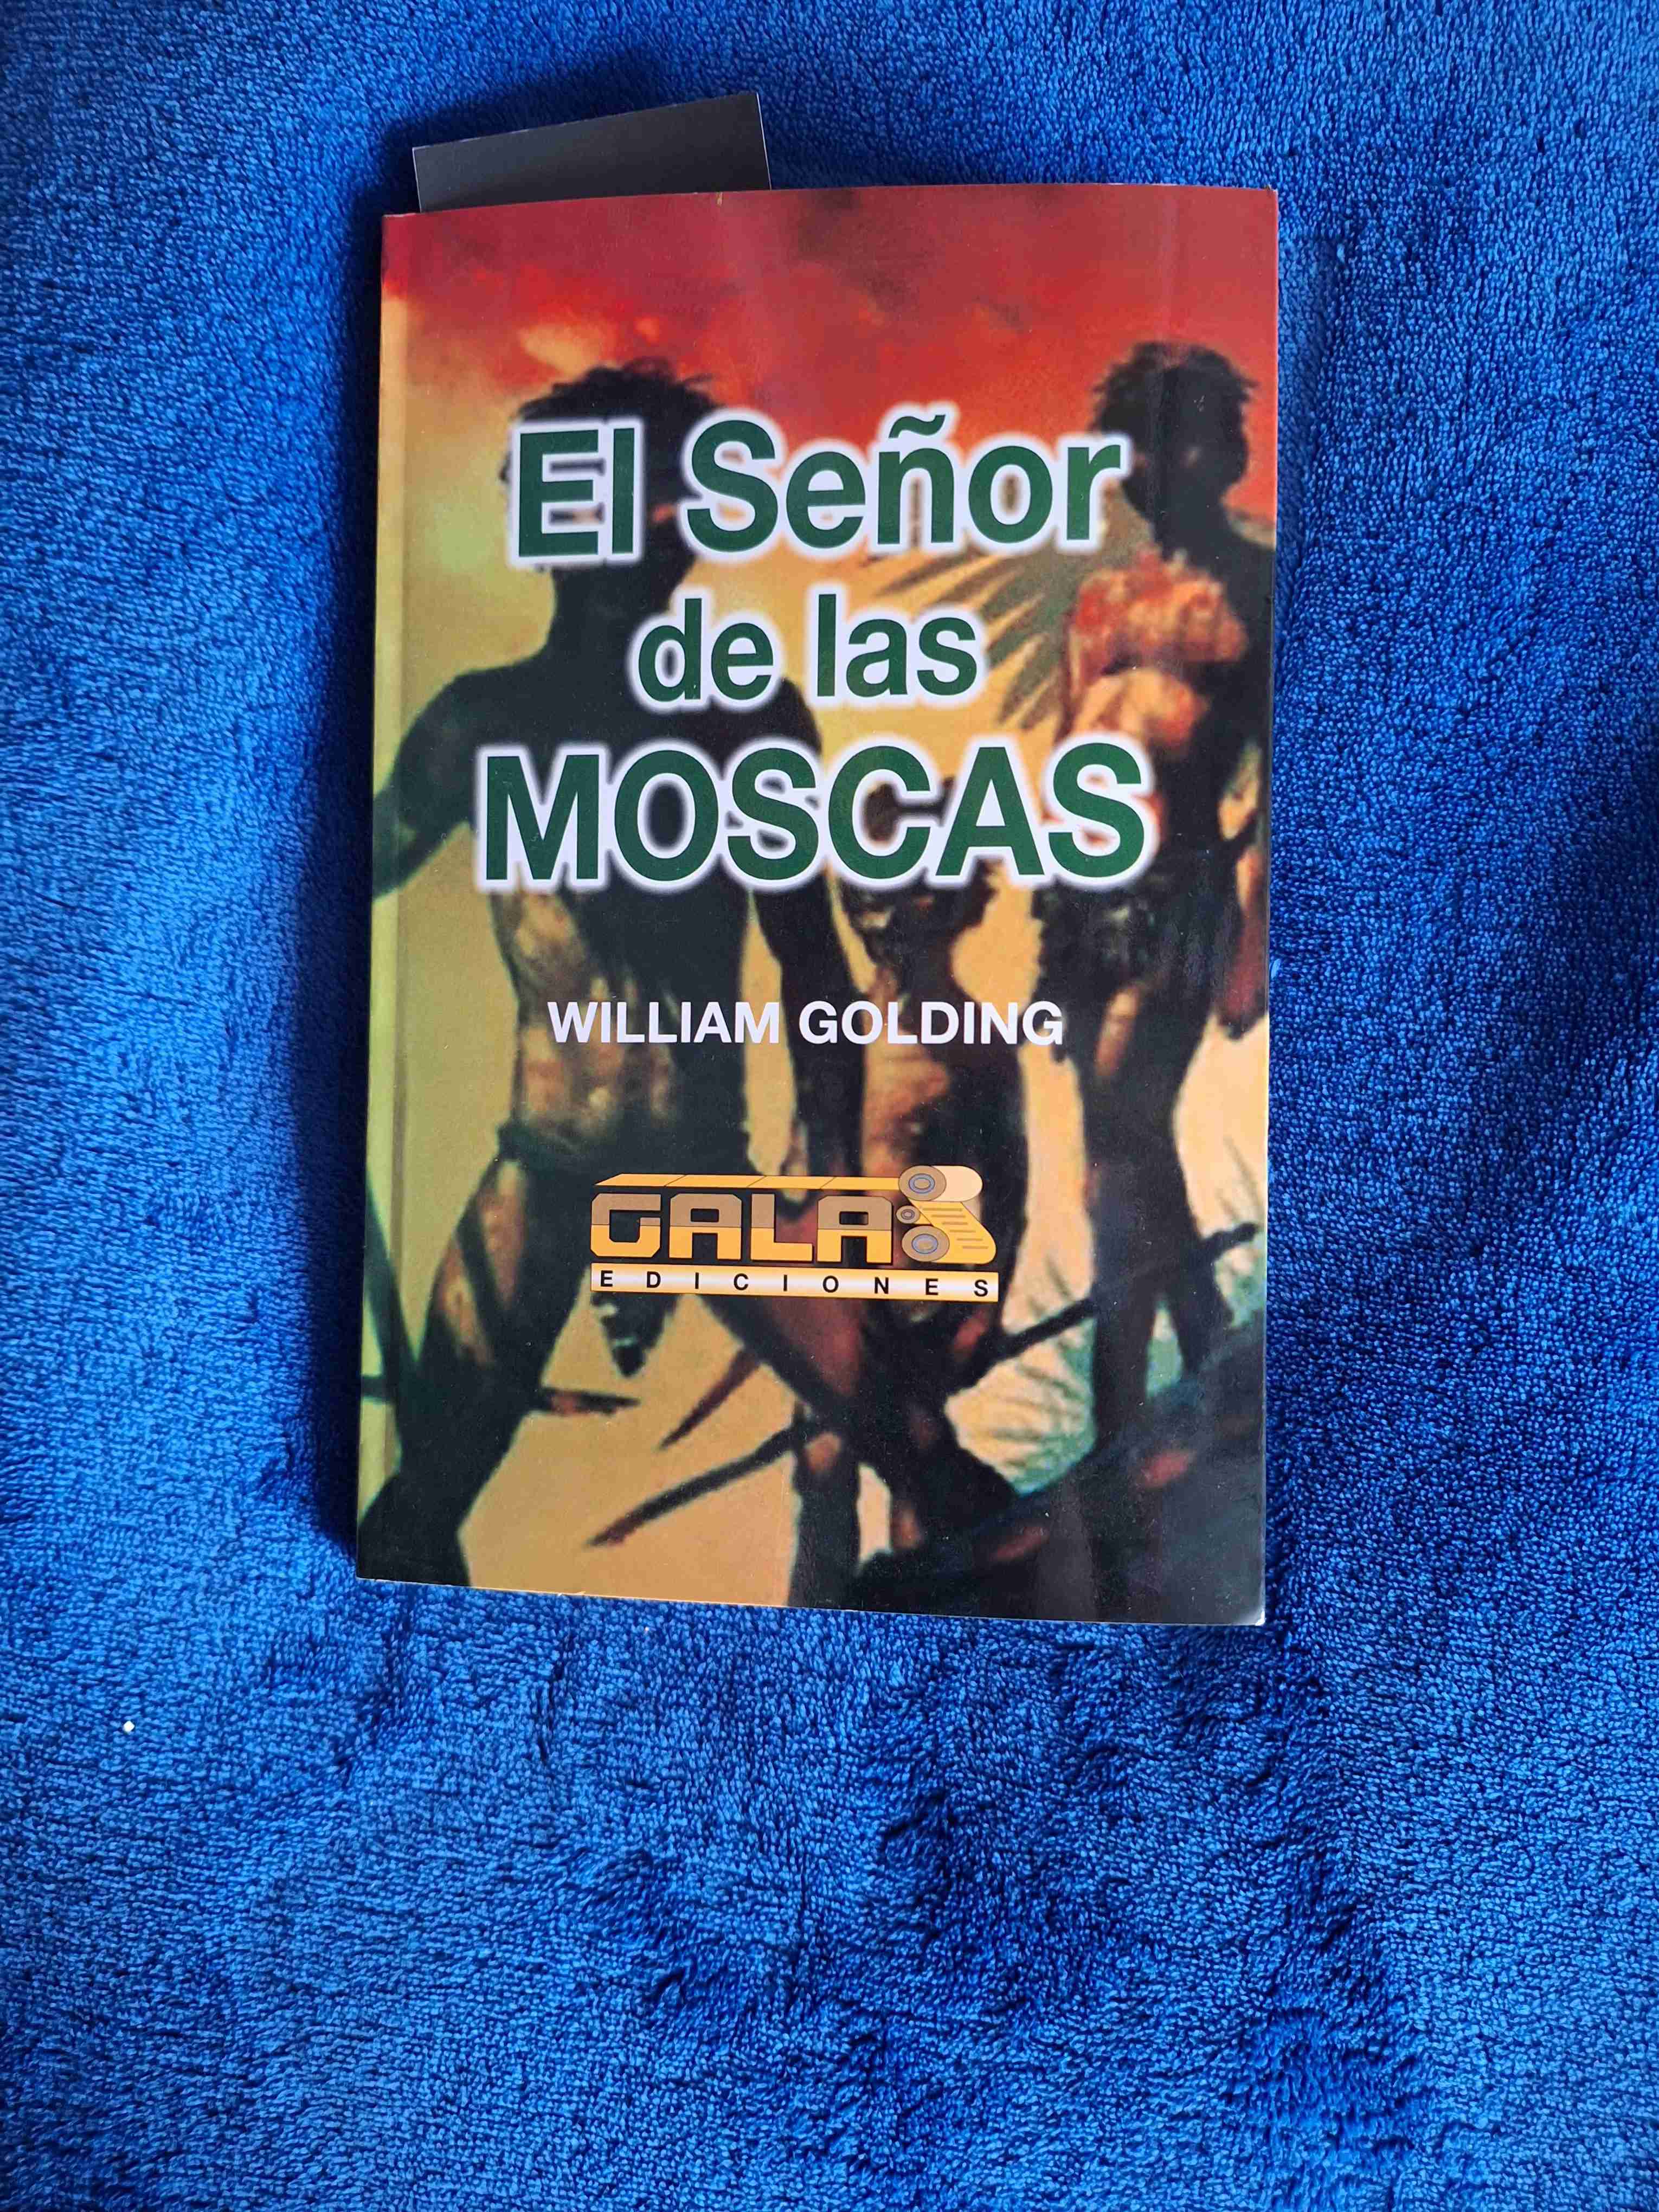 El Señor
de las
MOSCAS
WILLIAM GOLDING
GALA
EDICIONES